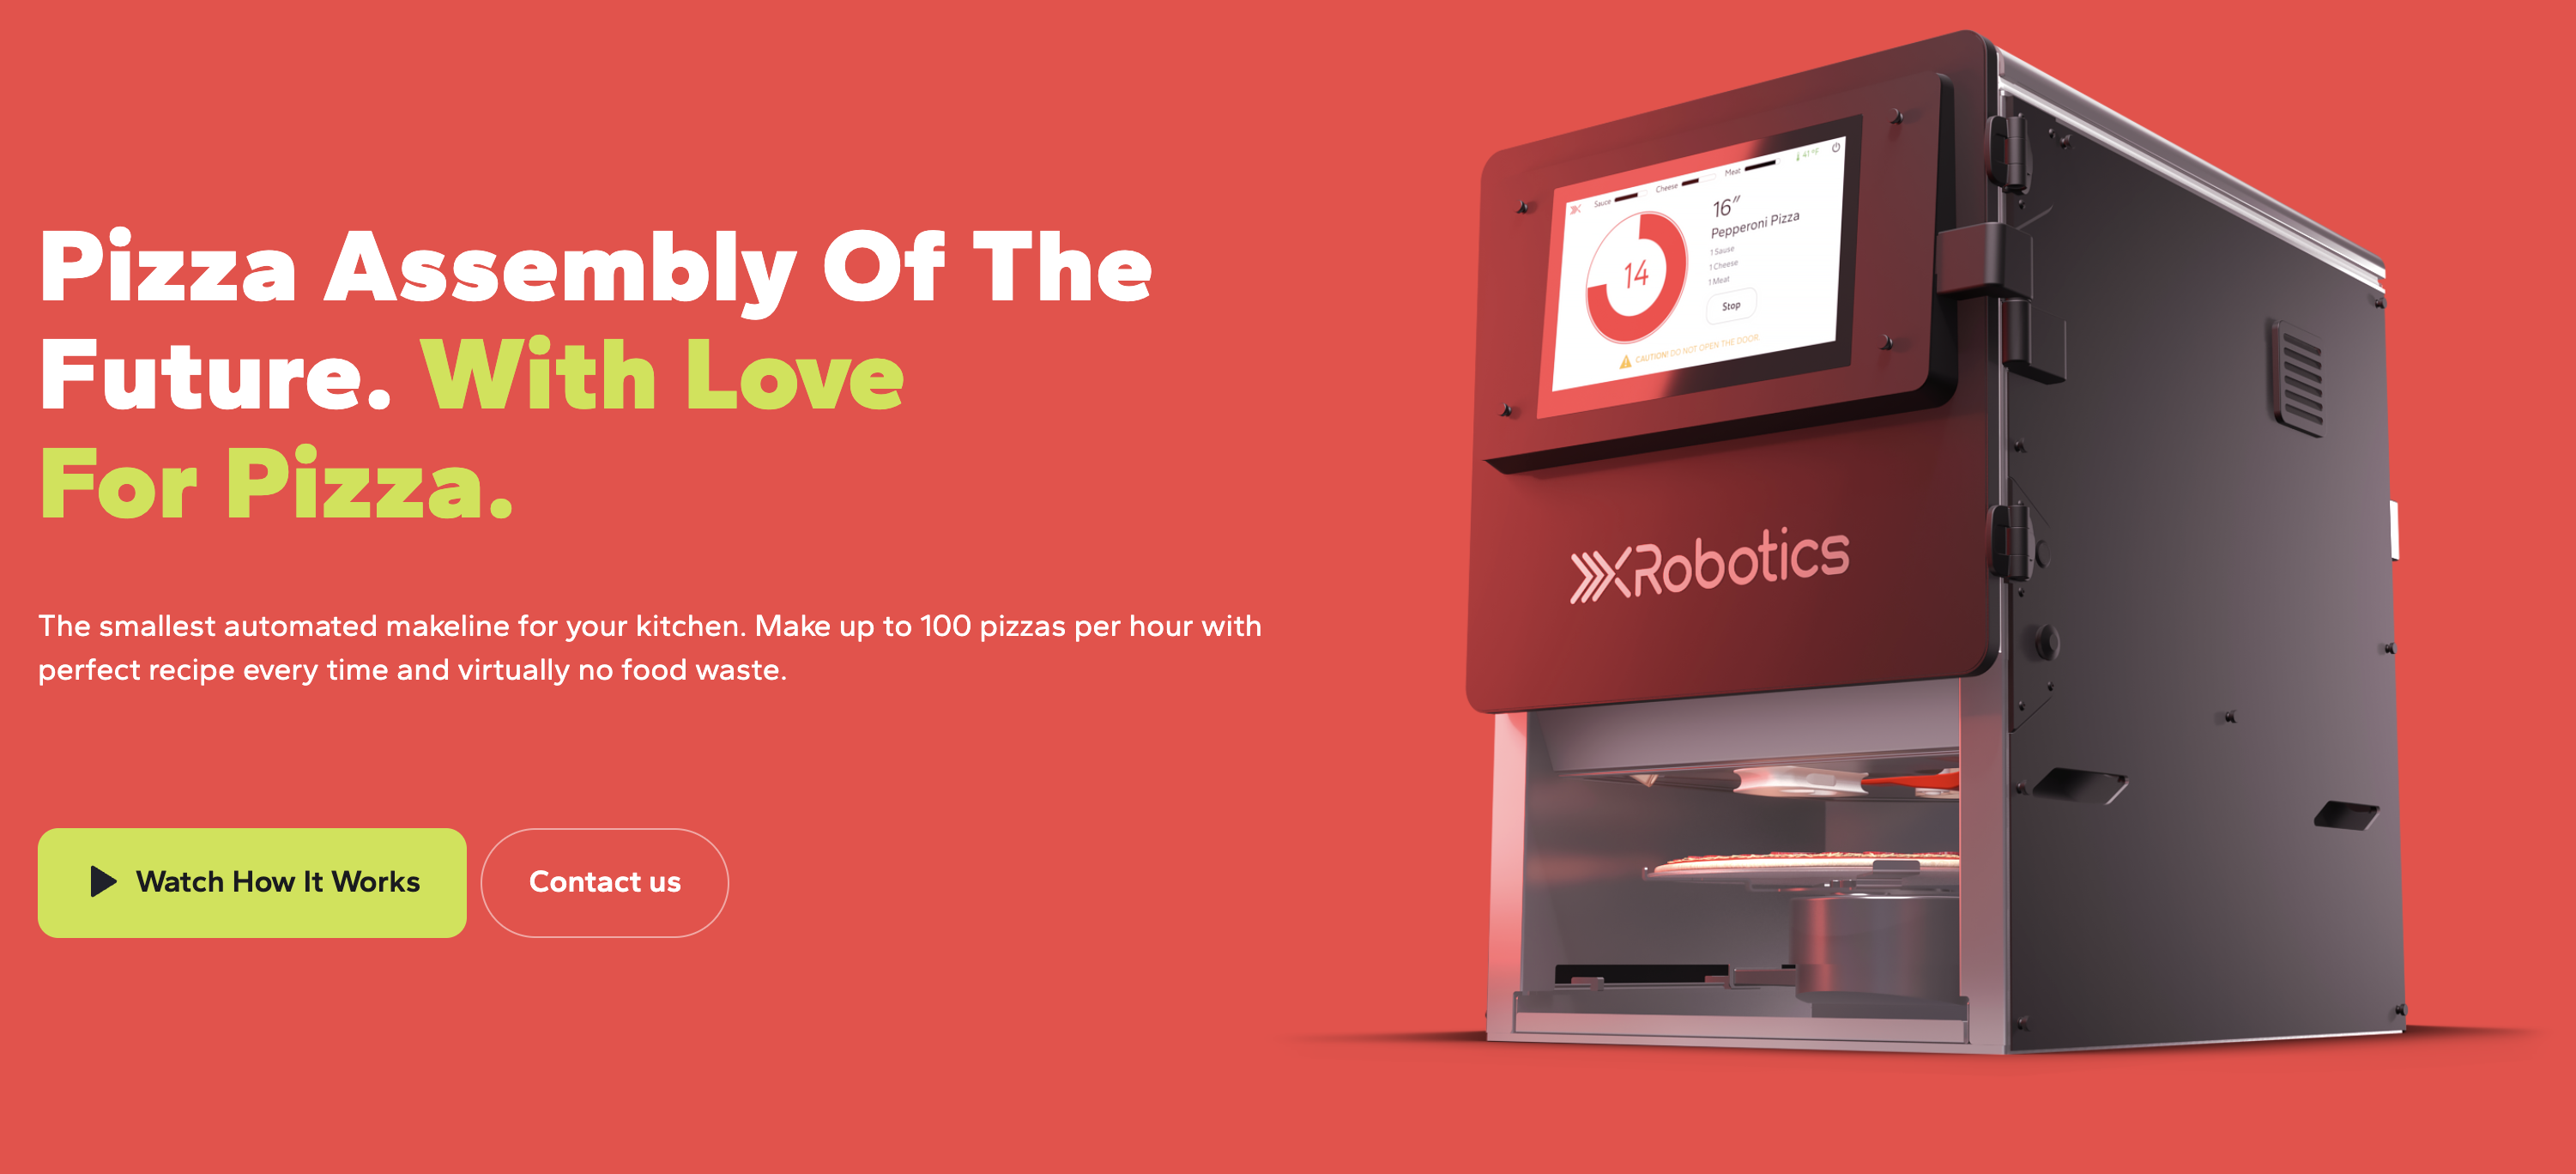 Pizza Assembly Of The
Future. With Love
For Pizza.
The smallest automated makeline for your kitchen. Make up to 100 pizzas per hour with
perfect recipe every time and virtually no food waste.
Watch How It Works
Contact us
Sauce Cheese Meat 41 °F
16″
Pepperoni Pizza
1 Sause
1 Cheese
1 Meat
14
Stop
CAUTION! DO NOT OPEN THE DOOR.
XRobotics